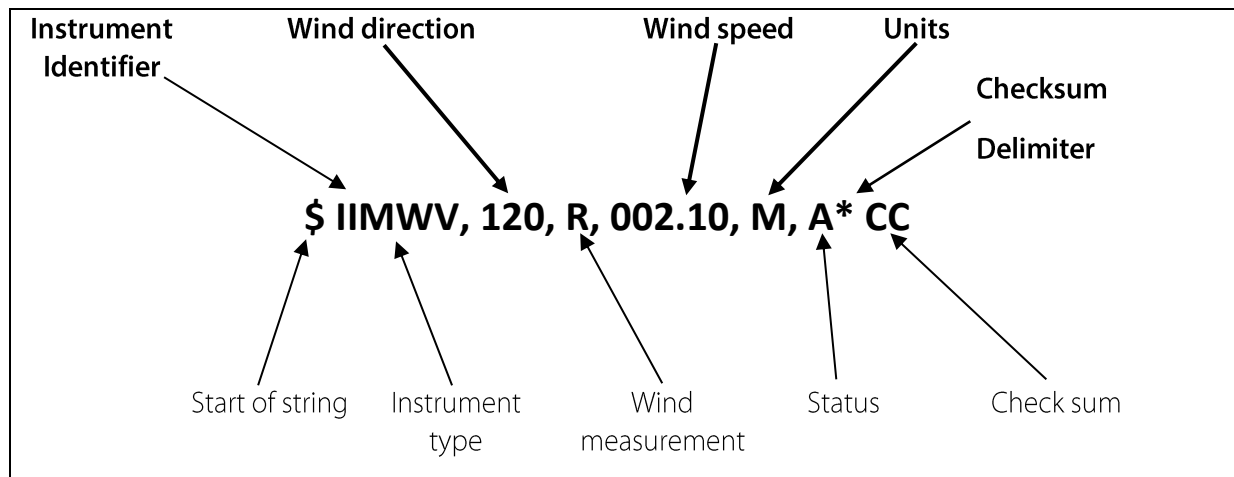 Instrument Wind direction Wind speed Units
Identifier
Checksum
Delimiter
$ IIMWV, 120, R, 002.10, M, A* CC
Start of string Instrument Wind Status Check sum
type measurement